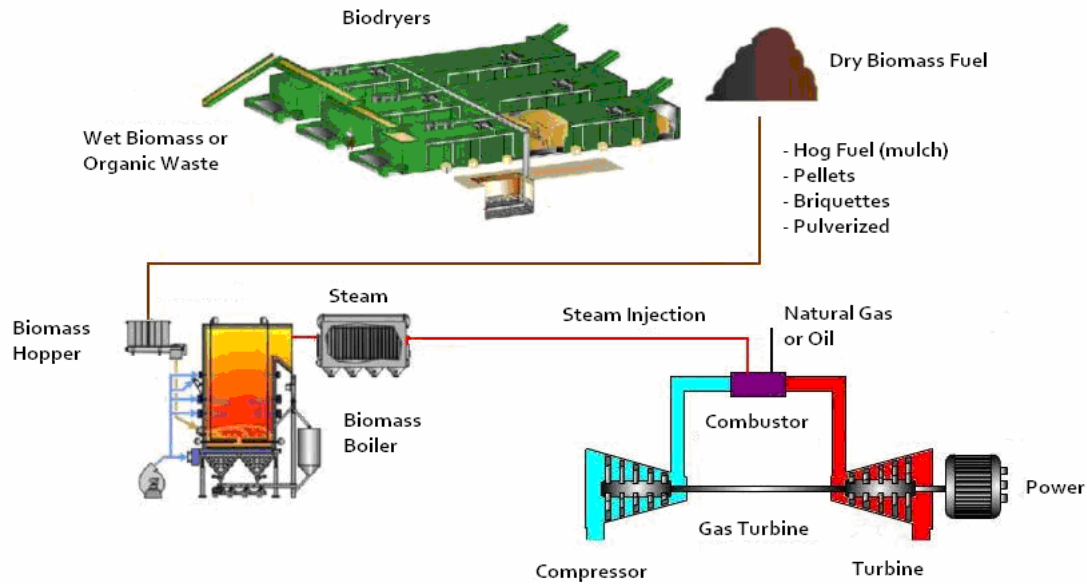 Biodryers
Dry Biomass Fuel
Wet Biomass or
Organic Waste
- Hog Fuel (mulch)
- Pellets
- Briquettes
- Pulverized
Steam
Steam Injection
Natural Gas
or Oil
Biomass
Hopper
Biomass
Boiler
Combustor
Power
Gas Turbine
Compressor
Turbine